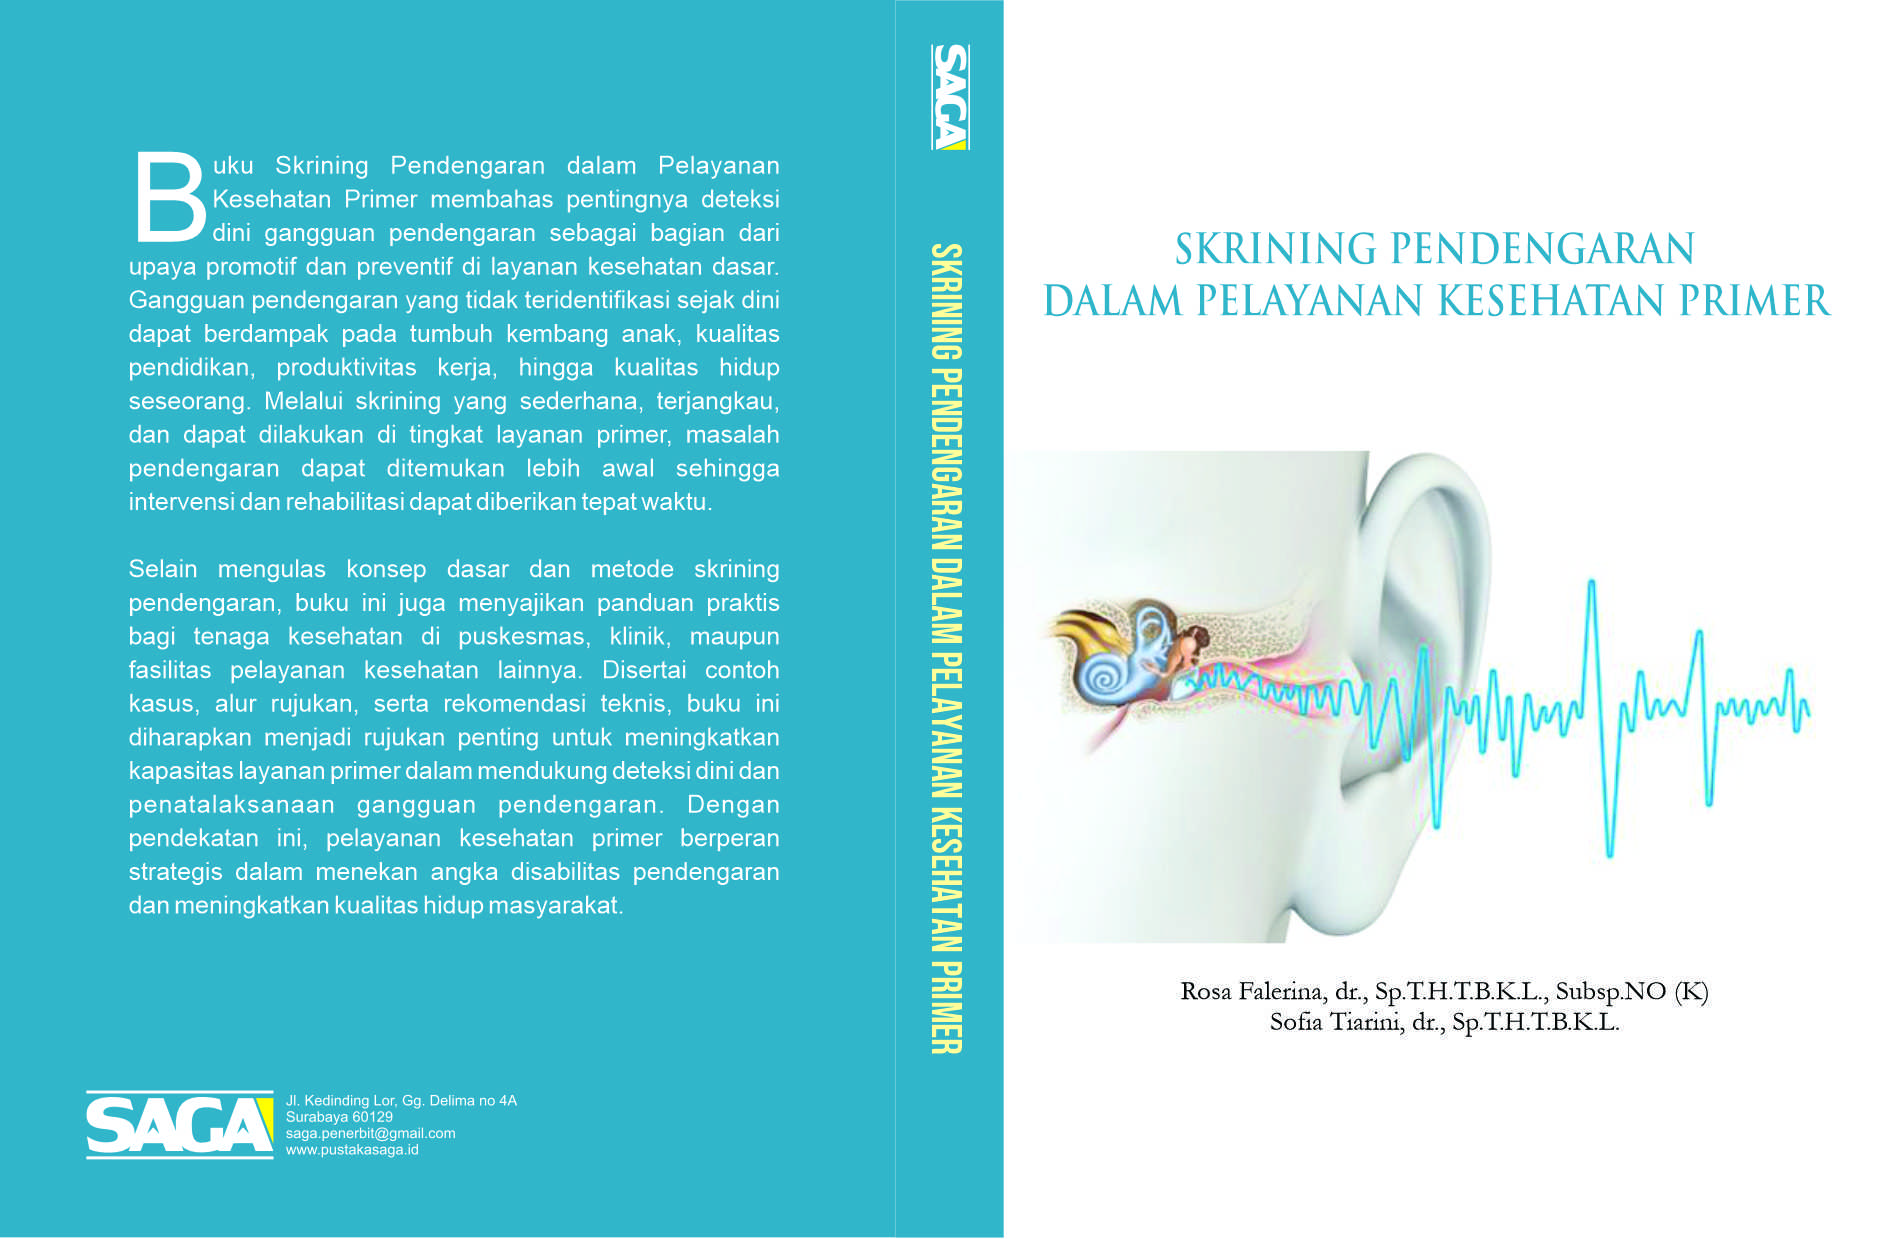 Buku Skrining Pendengaran dalam Pelayanan
Kesehatan Primer membahas pentingnya deteksi
dini gangguan pendengaran sebagai bagian dari
upaya promotif dan preventif di layanan kesehatan dasar.
Gangguan pendengaran yang tidak teridentifikasi sejak dini
dapat berdampak pada tumbuh kembang anak, kualitas
pendidikan, produktivitas kerja, hingga kualitas hidup
seseorang. Melalui skrining yang sederhana, terjangkau,
dan dapat dilakukan di tingkat layanan primer, masalah
pendengaran dapat ditemukan lebih awal sehingga
intervensi dan rehabilitasi dapat diberikan tepat waktu.
Selain mengulas konsep dasar dan metode skrining
pendengaran, buku ini juga menyajikan panduan praktis
bagi tenaga kesehatan di puskesmas, klinik, maupun
fasilitas pelayanan kesehatan lainnya. Disertai contoh
kasus, alur rujukan, serta rekomendasi teknis, buku ini
diharapkan menjadi rujukan penting untuk meningkatkan
kapasitas layanan primer dalam mendukung deteksi dini dan
penatalaksanaan gangguan pendengaran. Dengan
pendekatan ini, pelayanan kesehatan primer berperan
strategis dalam menekan angka disabilitas pendengaran
dan meningkatkan kualitas hidup masyarakat.
SAGA
Jl. Kedinding Lor, Gg. Delima no 4A
Surabaya 60129
saga.penerbit@gmail.com
www.pustakasaga.id
SAGA
SKRINING PENDENGARAN DALAM PELAYANAN KESEHATAN PRIMER
SKRINING PENDENGARAN
DALAM PELAYANAN KESEHATAN PRIMER
Rosa Falerina, dr., Sp.T.H.T.B.K.L., Subsp.NO (K)
Sofia Tiarini, dr., Sp.T.H.T.B.K.L.